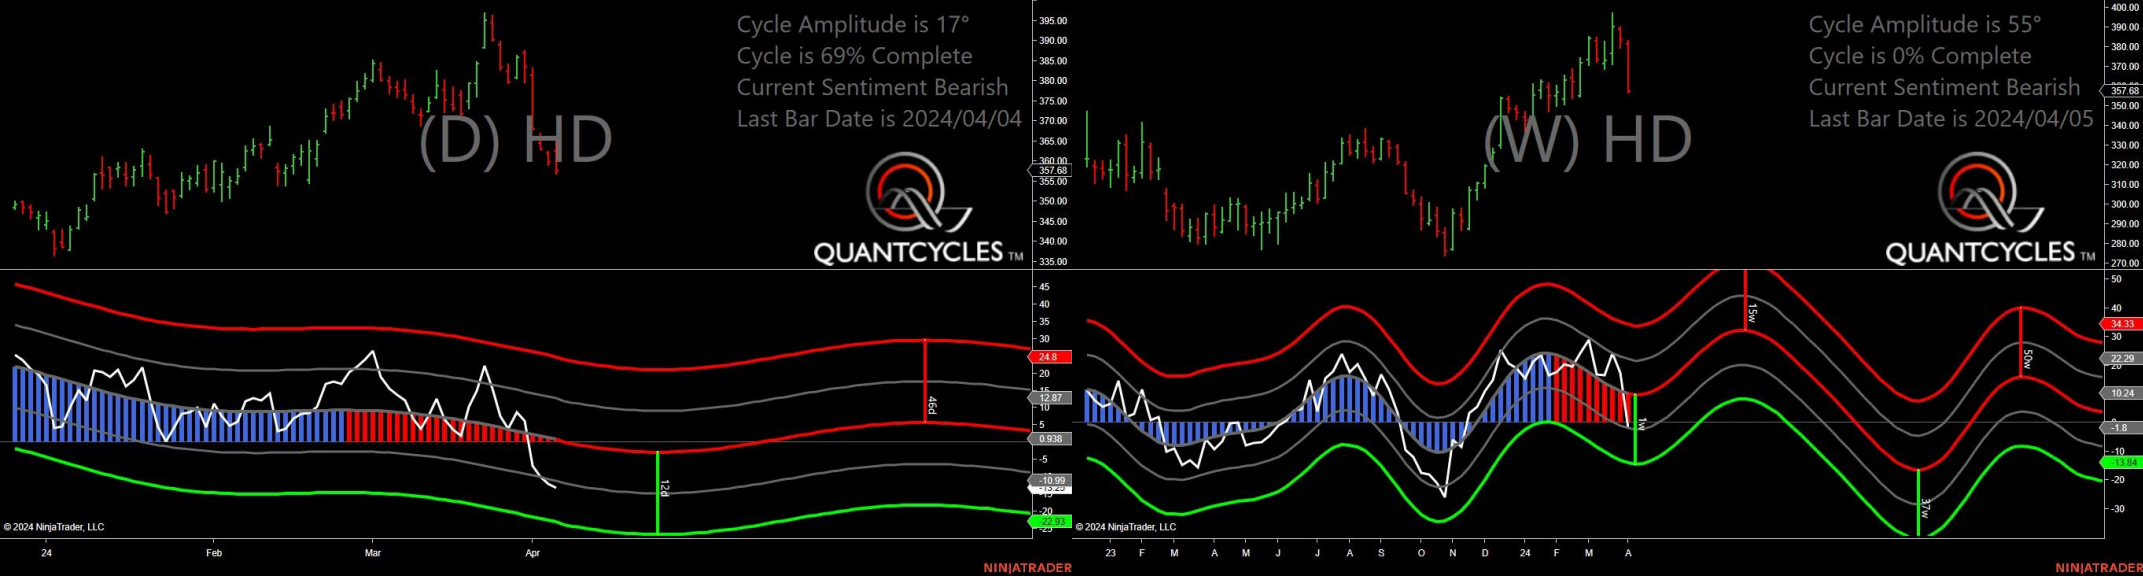 Cycle Amplitude is 17°
Cycle is 69% Complete
Current Sentiment Bearish
Last Bar Date is 2024/04/04
(D) HD
QUANTCYCLES TM
395.00
390.00
385.00
380.00
375.00
370.00
365.00
360.00
357.68
355.00
350.00
345.00
340.00
335.00
45
40
35
30
24.8
20
15
12.87
10
5
0.938
-5
-10.99
-20
-22.93
46d
12d
© 2024 NinjaTrader, LLC
24 Feb Mar Apr
NINJATRADER
Cycle Amplitude is 55°
Cycle is 0% Complete
Current Sentiment Bearish
Last Bar Date is 2024/04/05
(W) HD
QUANTCYCLES TM
400.00
390.00
380.00
370.00
357.68
350.00
340.00
330.00
320.00
310.00
300.00
290.00
280.00
270.00
50
40
34.33
30
22.29
20
10.24
-1.8
-10
-13.84
-20
-30
15w
50w
1w
37w
© 2024 NinjaTrader, LLC
23 F M A M J J A S O N D 24 F M A
NINJATRADER